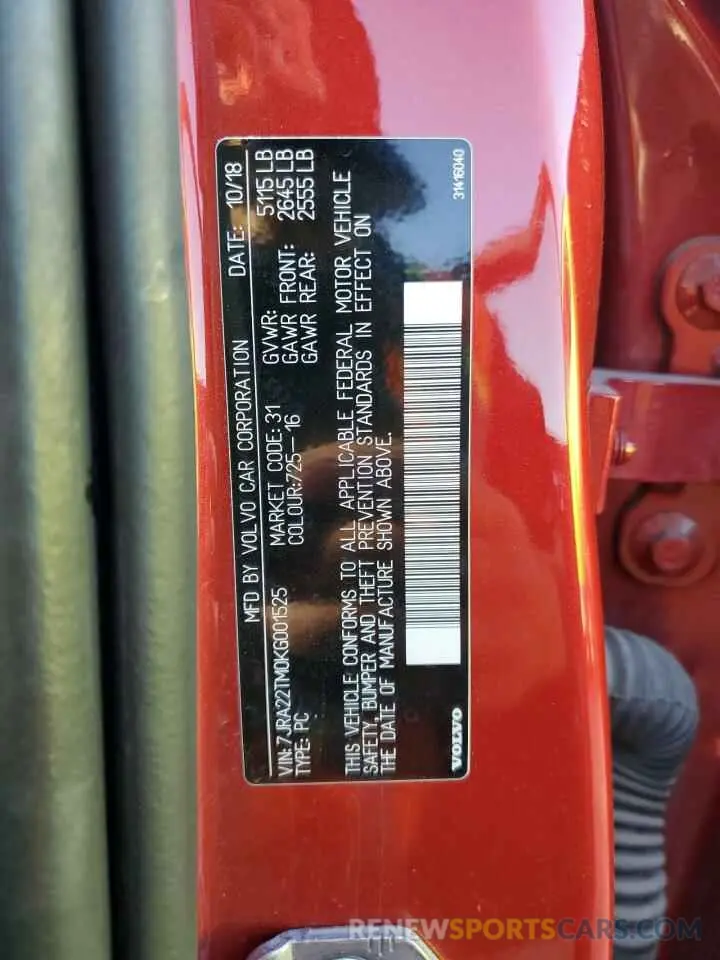 MFD BY VOLVO CAR CORPORATION DATE: 10/18
VIN:7JRA22TM0KG001525 MARKET CODE: 31 GVWR: 5115 LB
TYPE: PC COLOUR:725-16 GAWR FRONT: 2645 LB
GAWR REAR: 2555 LB
THIS VEHICLE CONFORMS TO ALL APPLICABLE FEDERAL MOTOR VEHICLE
SAFETY, BUMPER AND THEFT PREVENTION STANDARDS IN EFFECT ON
THE DATE OF MANUFACTURE SHOWN ABOVE.
VOLVO 31416040
RENEWSPORTSCARS.COM